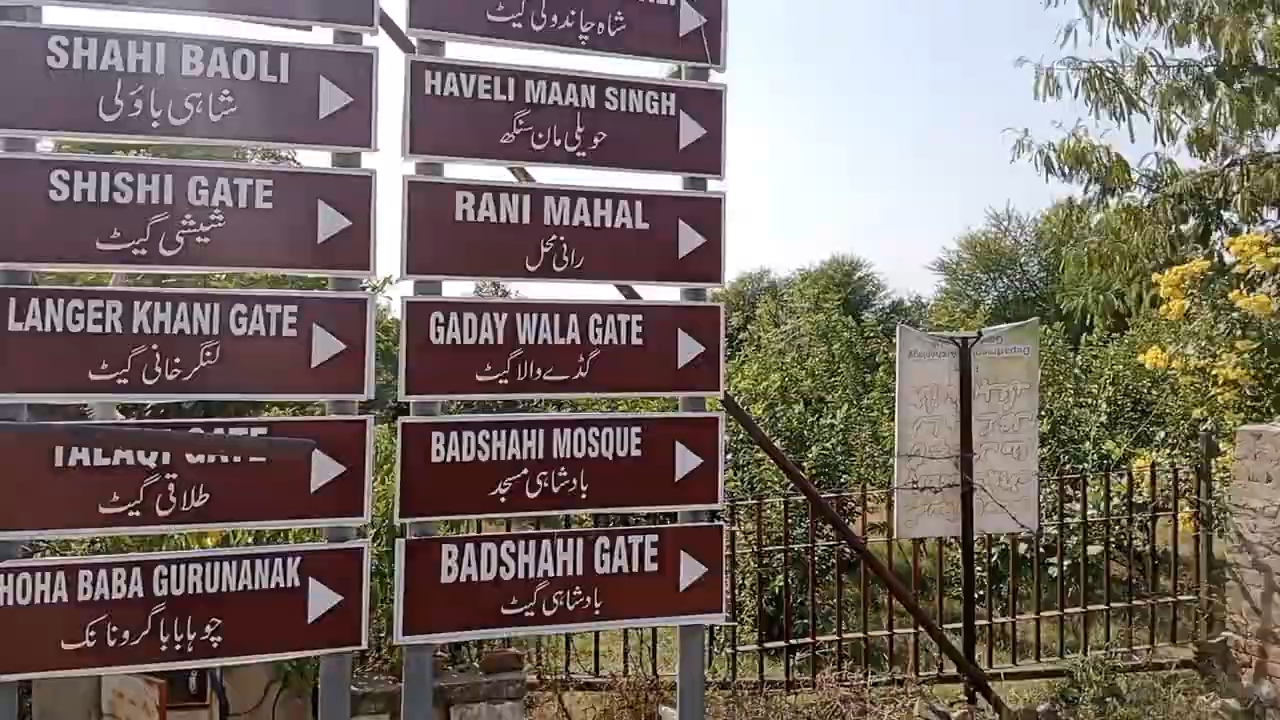 SHAHI BAOLI
شاہی باؤلی
SHISHI GATE
شیشی گیٹ
LANGER KHANI GATE
لنگر خانی گیٹ
TALAQI GATE
طلاقی گیٹ
HOHA BABA GURUNANAK
چوہا بابا گرونانک
شاہ چاندولی گیٹ
HAVELI MAAN SINGH
حویلی مان سنگھ
RANI MAHAL
رانی محل
GADAY WALA GATE
گڈے والا گیٹ
BADSHAHI MOSQUE
بادشاہی مسجد
BADSHAHI GATE
بادشاہی گیٹ